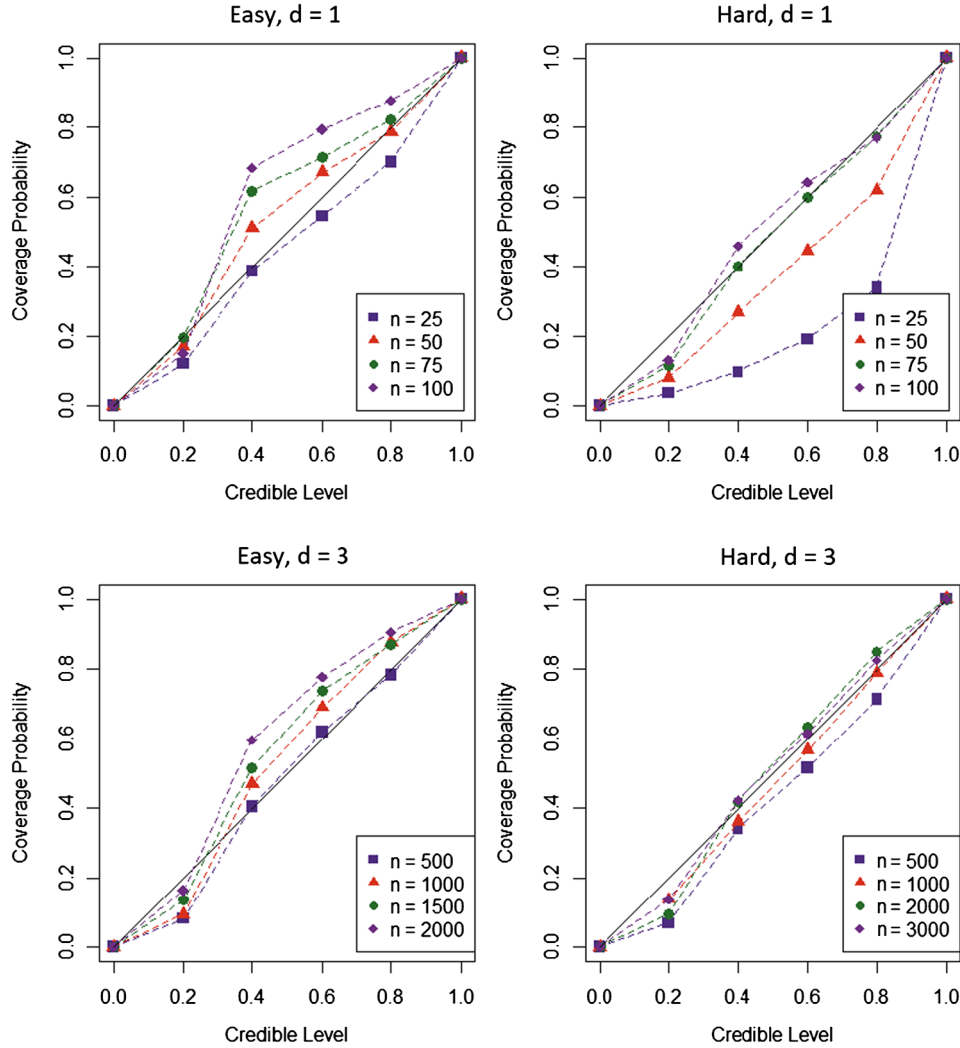 Easy, d = 1
Coverage Probability
1.0
0.8
0.6
0.4
0.2
0.0
n = 25
n = 50
n = 75
n = 100
0.0 0.2 0.4 0.6 0.8 1.0
Credible Level
Hard, d = 1
Coverage Probability
1.0
0.8
0.6
0.4
0.2
0.0
n = 25
n = 50
n = 75
n = 100
0.0 0.2 0.4 0.6 0.8 1.0
Credible Level
Easy, d = 3
Coverage Probability
1.0
0.8
0.6
0.4
0.2
0.0
n = 500
n = 1000
n = 1500
n = 2000
0.0 0.2 0.4 0.6 0.8 1.0
Credible Level
Hard, d = 3
Coverage Probability
1.0
0.8
0.6
0.4
0.2
0.0
n = 500
n = 1000
n = 2000
n = 3000
0.0 0.2 0.4 0.6 0.8 1.0
Credible Level